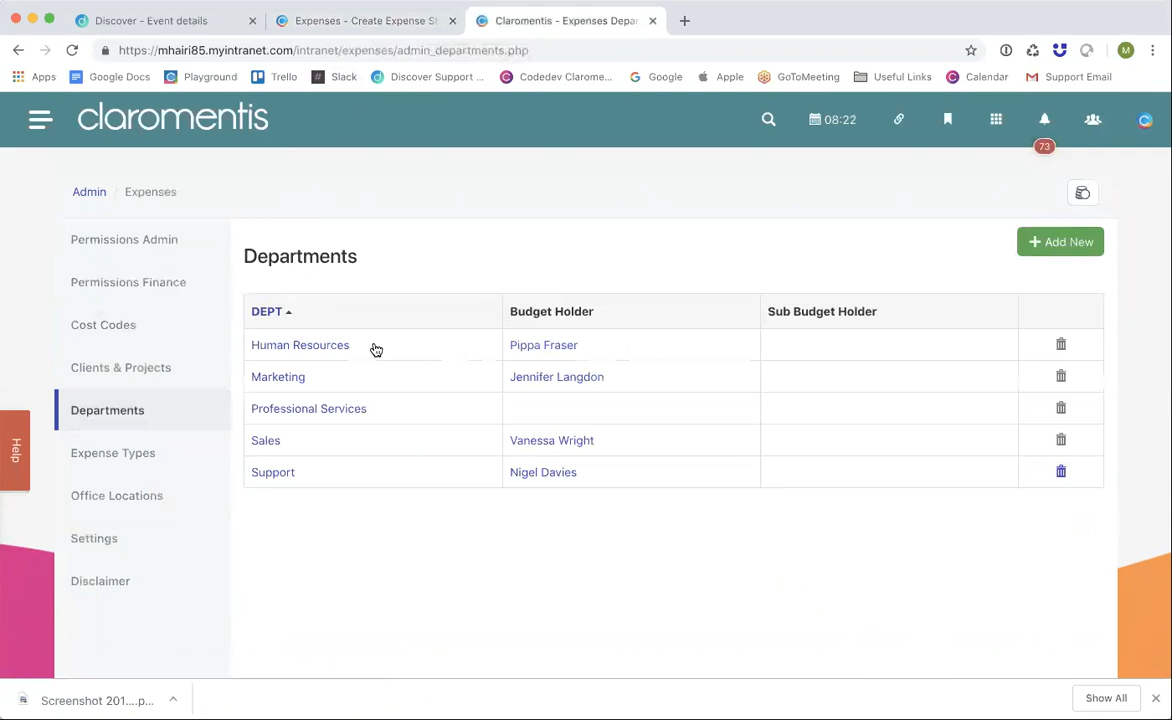 Discover - Event details
Expenses - Create Expense Sh
Claromentis - Expenses Depar
https://mhairi85.myintranet.com/intranet/expenses/admin_departments.php
M
Apps
Google Docs
Playground
Trello
Slack
Discover Support ...
Codedev Clarome...
Google
Apple
GoToMeeting
Useful Links
Calendar
Support Email
claromentis
08:22
73
Admin / Expenses
Permissions Admin
Permissions Finance
Cost Codes
Clients & Projects
Departments
Expense Types
Office Locations
Settings
Disclaimer
Help
Departments
+ Add New
DEPT
Budget Holder
Sub Budget Holder
Human Resources
Pippa Fraser
Marketing
Jennifer Langdon
Professional Services
Sales
Vanessa Wright
Support
Nigel Davies
Screenshot 201....p...
Show All